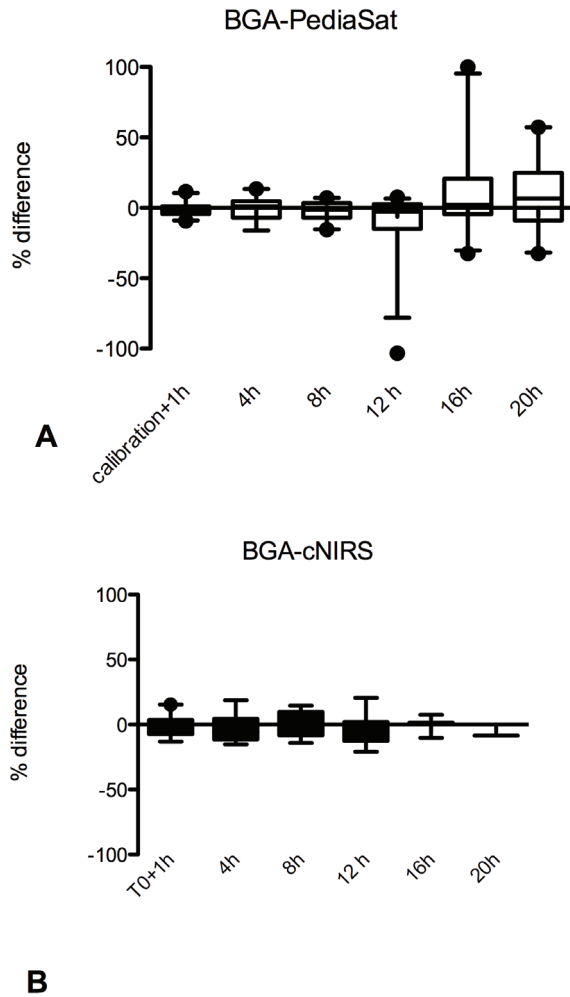 BGA-PediaSat
% difference
100
50
0
-50
-100
calibration+1h
4h
8h
12 h
16h
20h
A
BGA-cNIRS
% difference
100
50
0
-50
-100
T0+1h
4h
8h
12 h
16h
20h
B